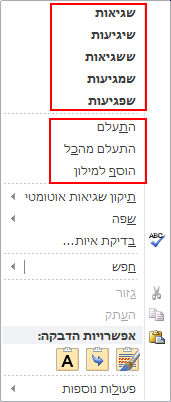 שגיאות
שיגיעות
ששגיאות
שמגיעות
שפגיעות
התעלם
התעלם מהכל
הוסף למילון
תיקון שגיאות אוטומטי
שפה
בדיקת איות...
חפש
גזור
העתק
אפשרויות הדבקה:
A
פעולות נוספות